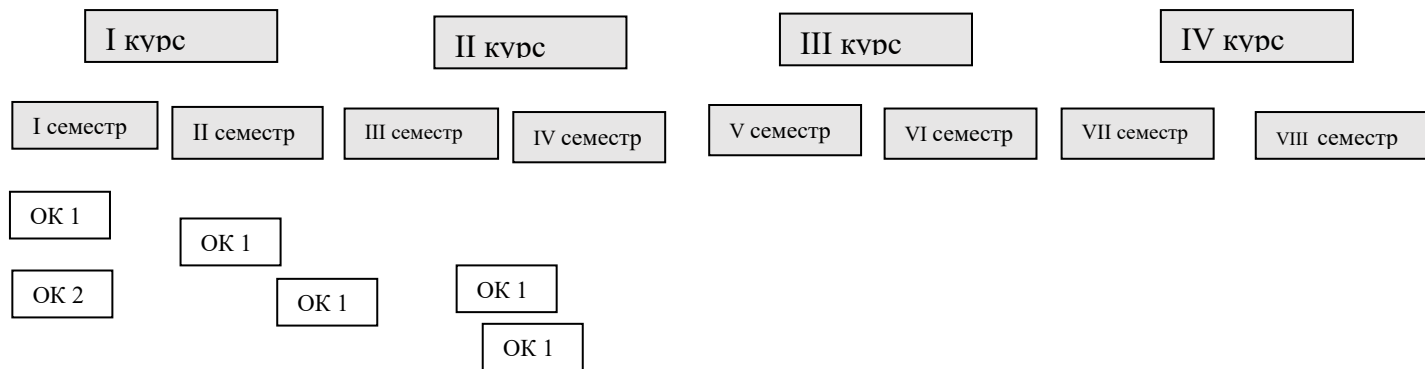 I курс
II курс
III курс
IV курс
I семестр
II семестр
III семестр
IV семестр
V семестр
VI семестр
VII семестр
VIII семестр
ОК 1
ОК 1
ОК 2
ОК 1
ОК 1
ОК 1